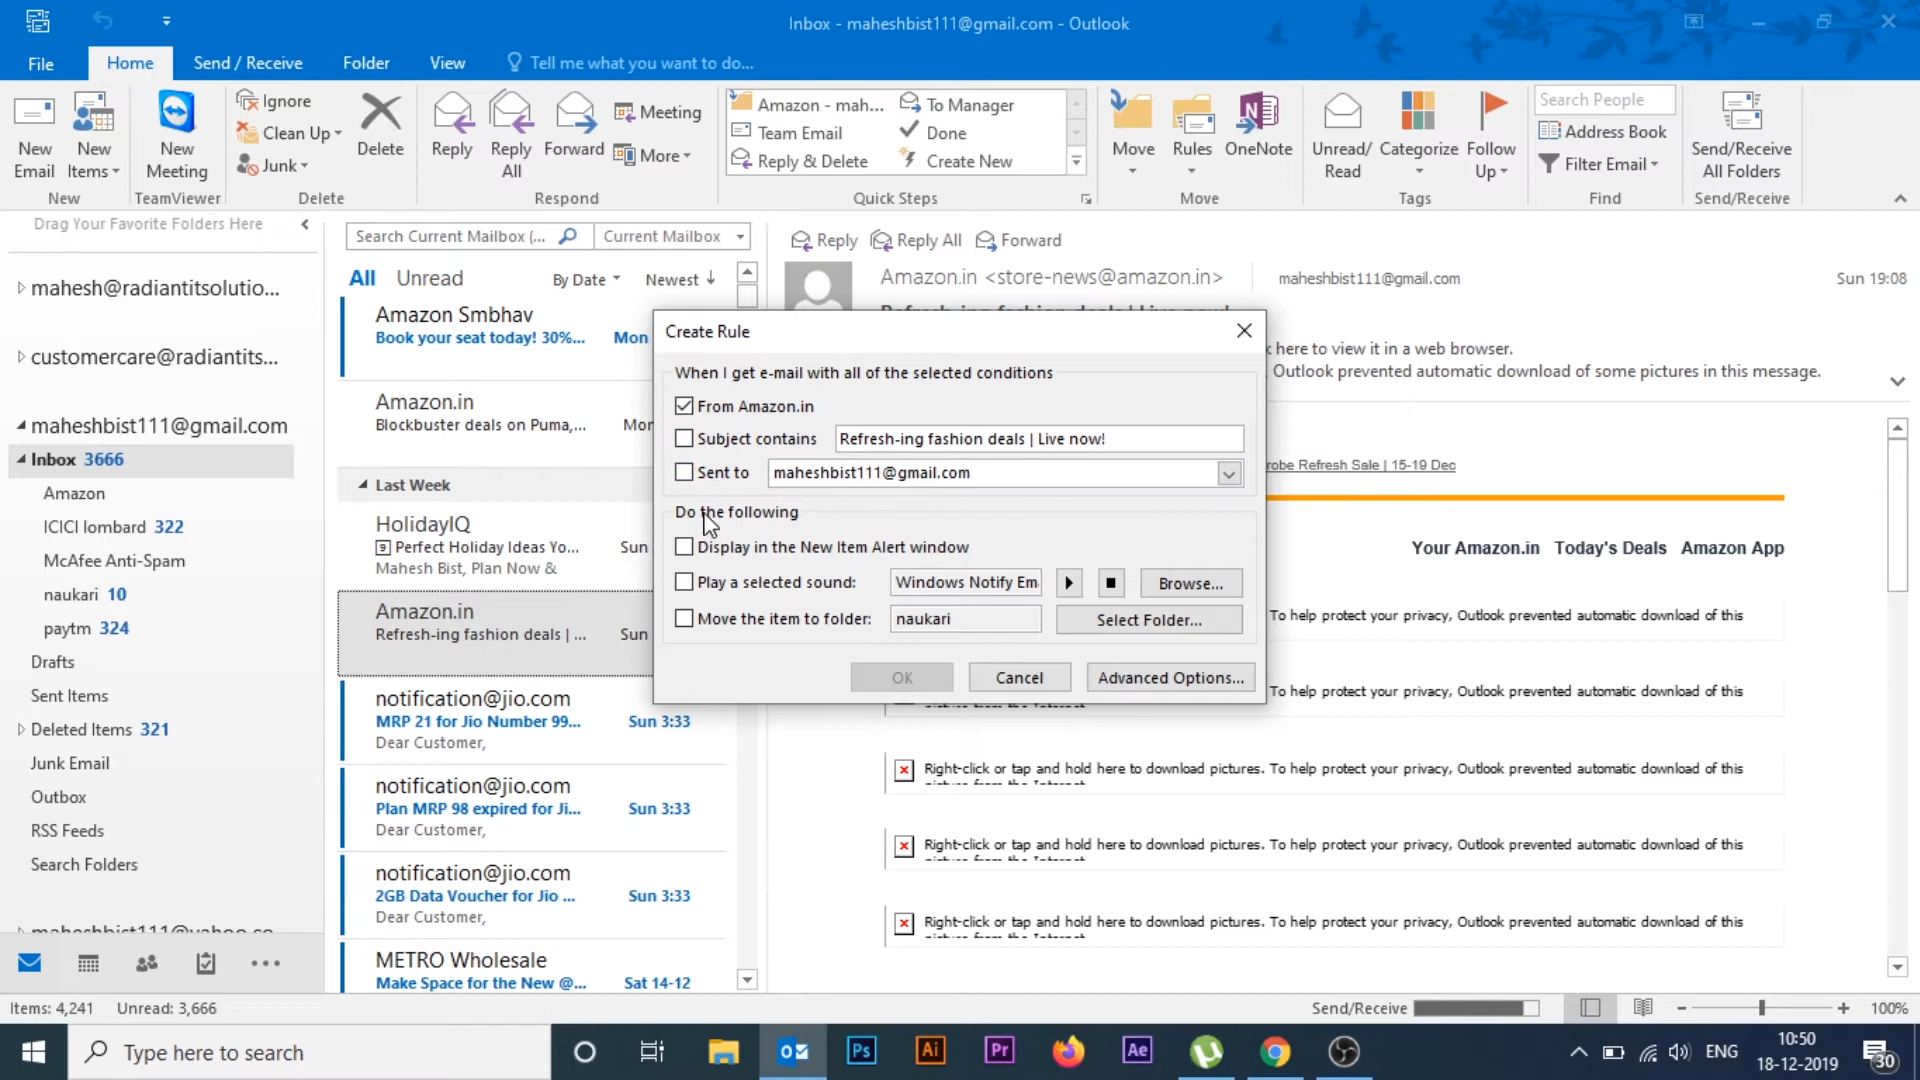 Inbox - maheshbist111@gmail.com - Outlook
File
Home
Send / Receive
Folder
View
Tell me what you want to do...
New Email
New Items
New
New Meeting
TeamViewer
Ignore
Clean Up
Junk
Delete
Delete
Reply
Reply All
Forward
Meeting
More
Respond
Amazon - mah...
Team Email
Reply & Delete
To Manager
Done
Create New
Quick Steps
Move
Rules
OneNote
Move
Unread/ Read
Categorize
Follow Up
Tags
Search People
Address Book
Filter Email
Find
Send/Receive All Folders
Send/Receive
Drag Your Favorite Folders Here
mahesh@radiantitsolutio...
customercare@radiantits...
maheshbist111@gmail.com
Inbox 3666
Amazon
ICICI lombard 322
McAfee Anti-Spam
naukari 10
paytm 324
Drafts
Sent Items
Deleted Items 321
Junk Email
Outbox
RSS Feeds
Search Folders
Search Current Mailbox (...
Current Mailbox
All
Unread
By Date
Newest
Amazon Smbhav
Book your seat today! 30%... Mon
Amazon.in
Blockbuster deals on Puma,... Mon
Last Week
HolidayIQ
Perfect Holiday Ideas Yo... Sun
Mahesh Bist, Plan Now &
Amazon.in
Refresh-ing fashion deals | ... Sun
notification@jio.com
MRP 21 for Jio Number 99... Sun 3:33
Dear Customer,
notification@jio.com
Plan MRP 98 expired for Ji... Sun 3:33
Dear Customer,
notification@jio.com
2GB Data Voucher for Jio ... Sun 3:33
Dear Customer,
METRO Wholesale
Make Space for the New @... Sat 14-12
Reply
Reply All
Forward
Amazon.in <store-news@amazon.in>
maheshbist111@gmail.com
Sun 19:08
here to view it in a web browser.
Outlook prevented automatic download of some pictures in this message.
robe Refresh Sale | 15-19 Dec
Your Amazon.in Today's Deals Amazon App
To help protect your privacy, Outlook prevented automatic download of this
To help protect your privacy, Outlook prevented automatic download of this
Right-click or tap and hold here to download pictures. To help protect your privacy, Outlook prevented automatic download of this
Right-click or tap and hold here to download pictures. To help protect your privacy, Outlook prevented automatic download of this
Right-click or tap and hold here to download pictures. To help protect your privacy, Outlook prevented automatic download of this
Create Rule
When I get e-mail with all of the selected conditions
From Amazon.in
Subject contains Refresh-ing fashion deals | Live now!
Sent to maheshbist111@gmail.com
Do the following
Display in the New Item Alert window
Play a selected sound: Windows Notify Em Browse...
Move the item to folder: naukari Select Folder...
OK
Cancel
Advanced Options...
Items: 4,241 Unread: 3,666
Send/Receive
100%
Type here to search
Ps
Ai
Pr
Ae
ENG
10:50
18-12-2019
30